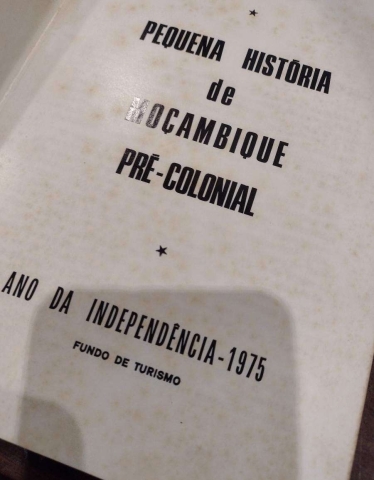 PEQUENA HISTÓRIA
de
MOÇAMBIQUE
PRÉ-COLONIAL
ANO DA INDEPENDÊNCIA-1975
FUNDO DE TURISMO